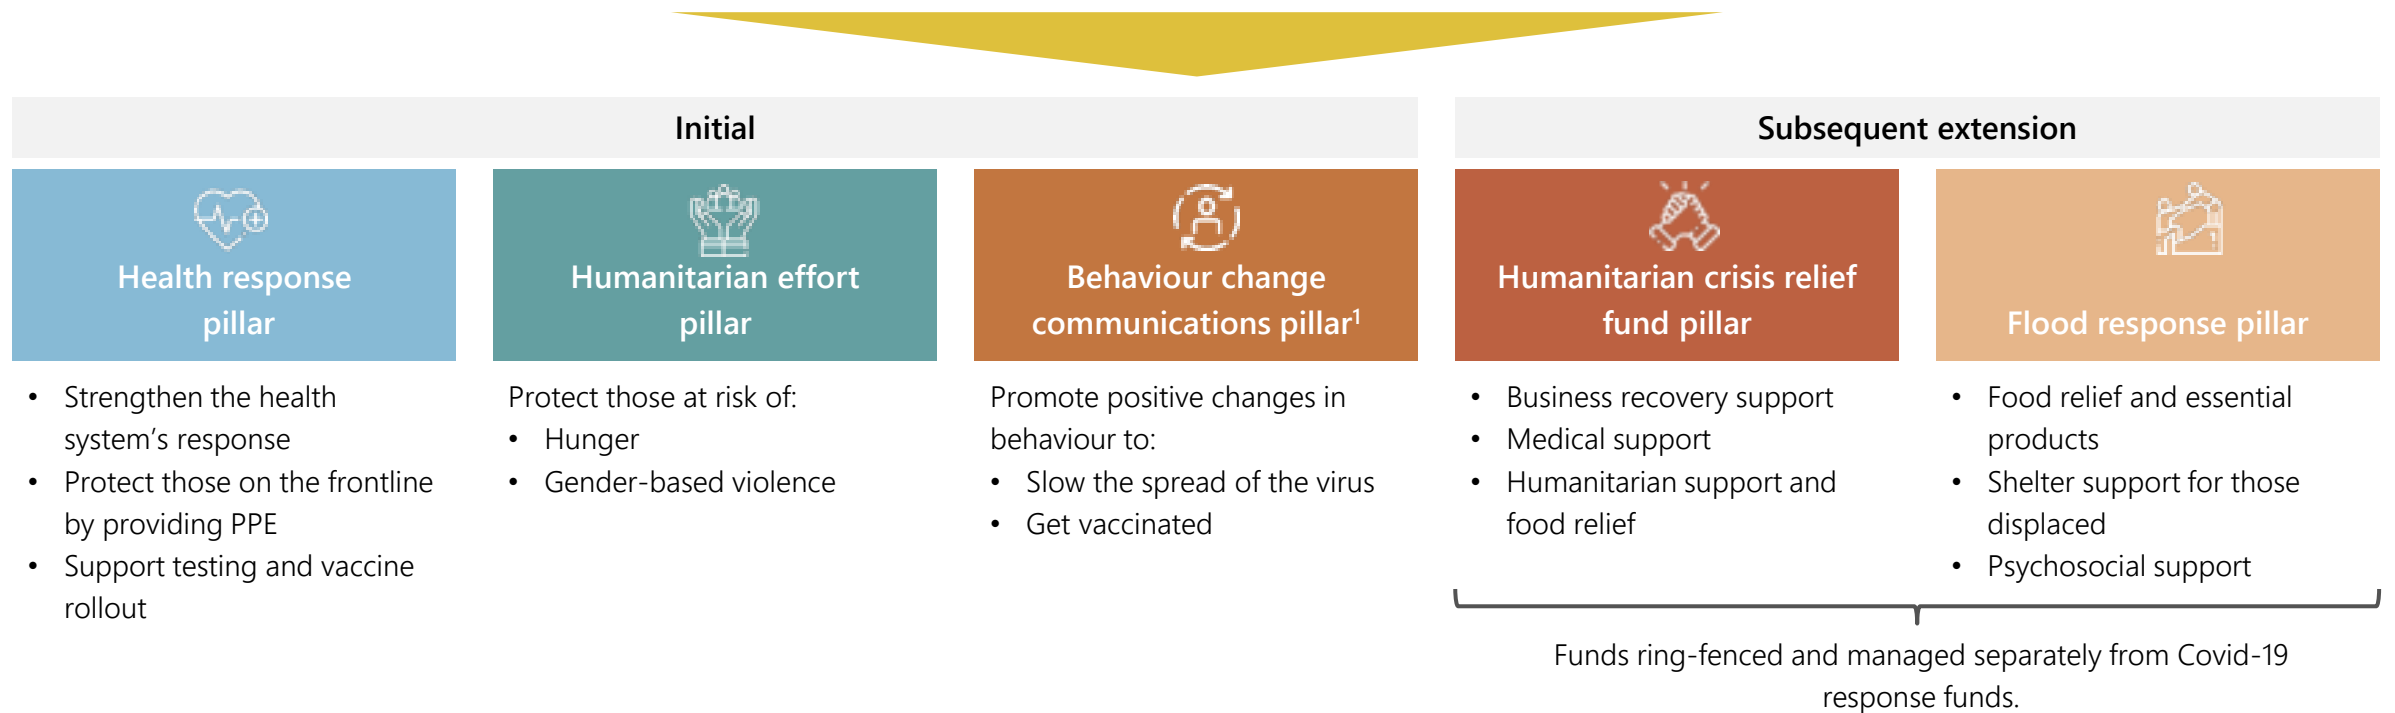 Initial
Subsequent extension
Health response
pillar
Humanitarian effort
pillar
Behaviour change
communications pillar¹
Humanitarian crisis relief
fund pillar
Flood response pillar
• Strengthen the health
system’s response
• Protect those on the frontline
by providing PPE
• Support testing and vaccine
rollout
Protect those at risk of:
• Hunger
• Gender-based violence
Promote positive changes in
behaviour to:
• Slow the spread of the virus
• Get vaccinated
• Business recovery support
• Medical support
• Humanitarian support and
food relief
• Food relief and essential
products
• Shelter support for those
displaced
• Psychosocial support
Funds ring-fenced and managed separately from Covid-19
response funds.